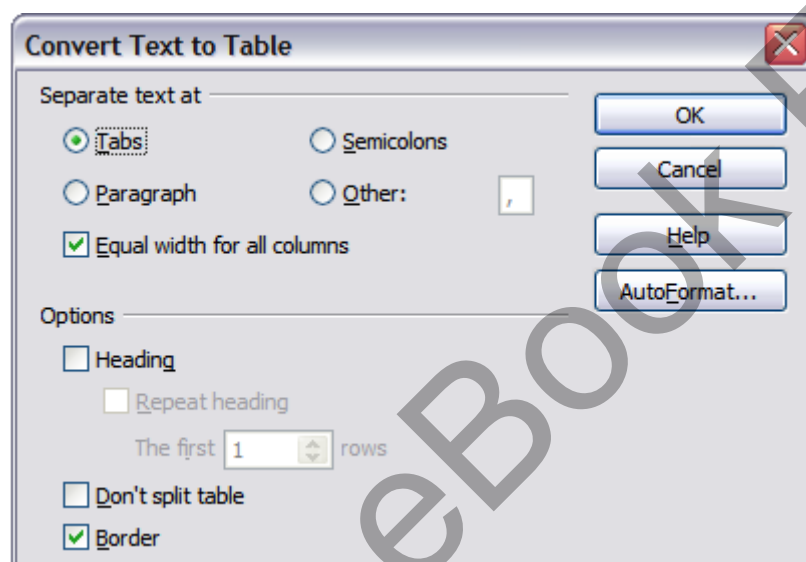 Convert Text to Table
Separate text at
Tabs
Semicolons
Paragraph
Other: ,
Equal width for all columns
OK
Cancel
Help
AutoFormat...
Options
Heading
Repeat heading
The first 1 rows
Don't split table
Border
eBook